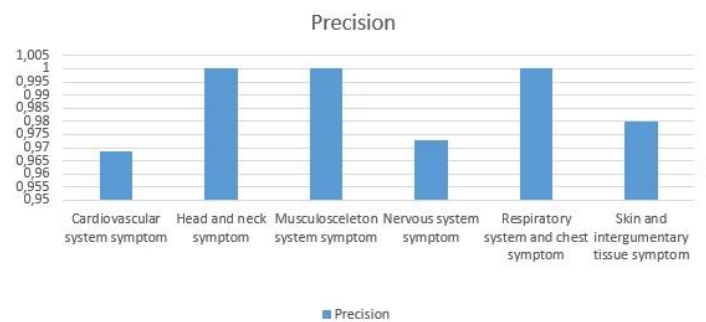 Precision
1,005
1
0,995
0,99
0,985
0,98
0,975
0,97
0,965
0,96
0,955
0,95
Cardiovascular system symptom
Head and neck symptom
Musculosceleton system symptom
Nervous system symptom
Respiratory system and chest symptom
Skin and intergumentary tissue symptom
Precision